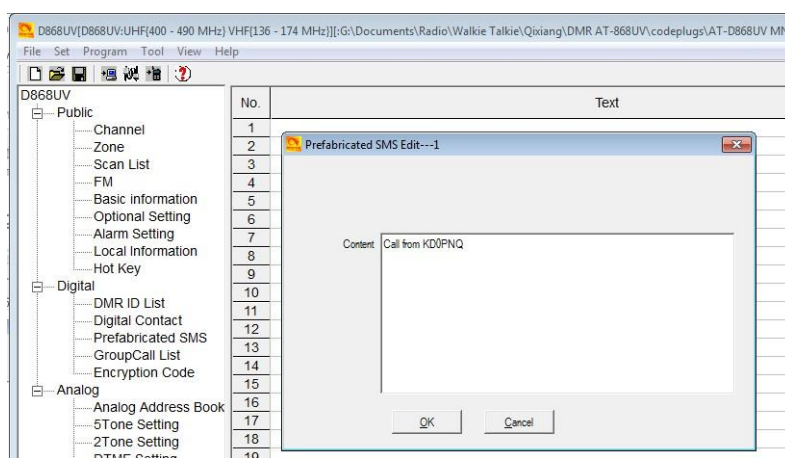 D868UV[D868UV:UHF(400 - 490 MHz) VHF(136 - 174 MHz)][:G:\Documents\Radio\Walkie Talkie\Qixiang\DMR AT-868UV\codeplugs\AT-D868UV MN
File Set Program Tool View Help
D868UV
Public
Channel
Zone
Scan List
FM
Basic information
Optional Setting
Alarm Setting
Local Information
Hot Key
Digital
DMR ID List
Digital Contact
Prefabricated SMS
GroupCall List
Encryption Code
Analog
Analog Address Book
5Tone Setting
2Tone Setting
DTMF Setting
No. Text
1
2
3
4
5
6
7
8
9
10
11
12
13
14
15
16
17
18
19
Prefabricated SMS Edit---1
Content Call from KD0PNQ
OK Cancel